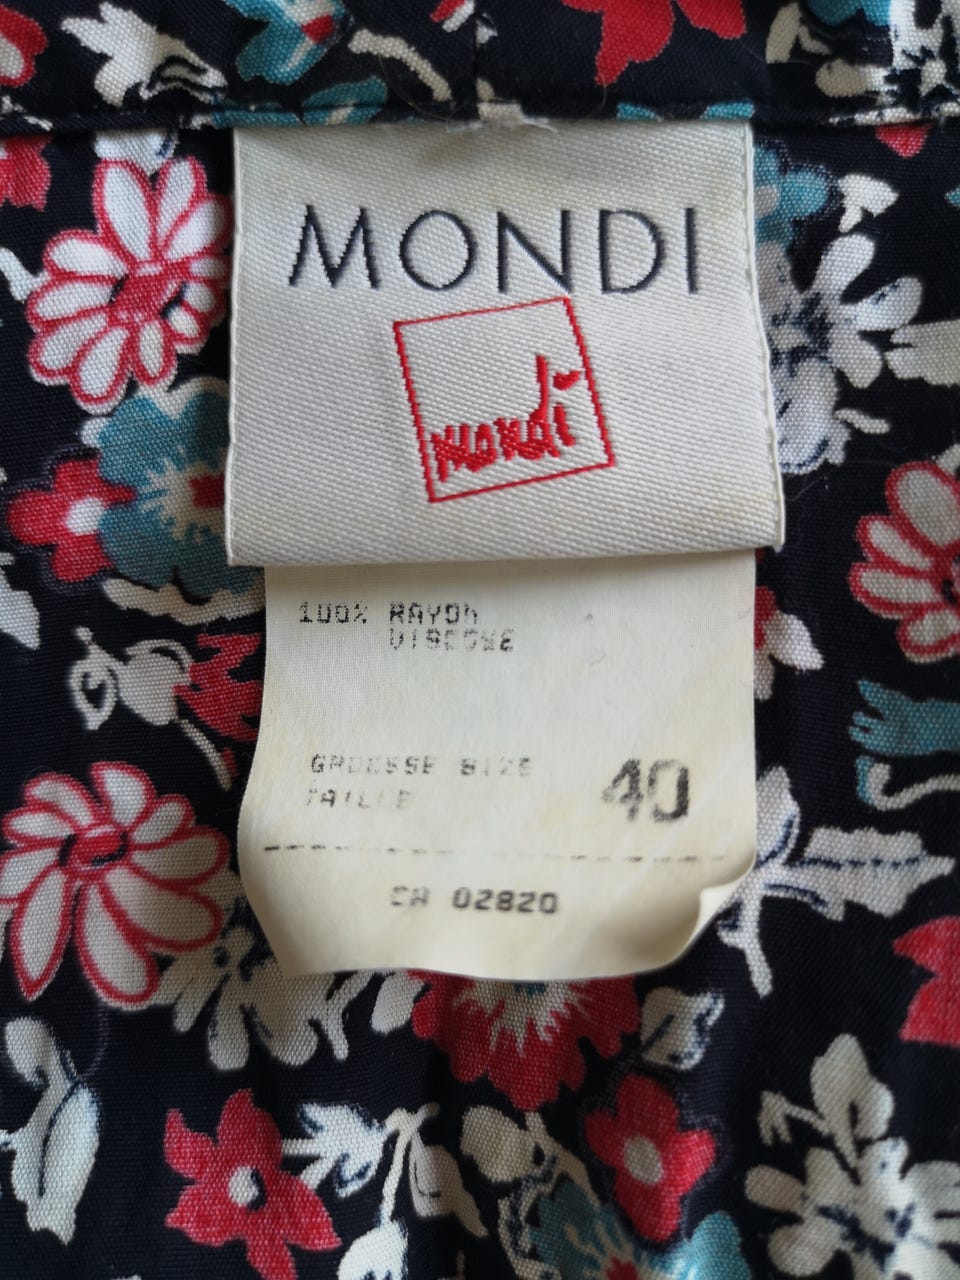 MONDI
mondi
100% RAYON
VISCOSE
GROESSE SIZE 40
TAILLE
CA 02820